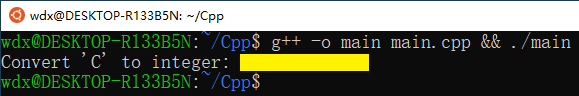 wdx@DESKTOP-R133B5N: ~/Cpp
wdx@DESKTOP-R133B5N:~/Cpp$ g++ -o main main.cpp && ./main
Convert 'C' to integer:
wdx@DESKTOP-R133B5N:~/Cpp$